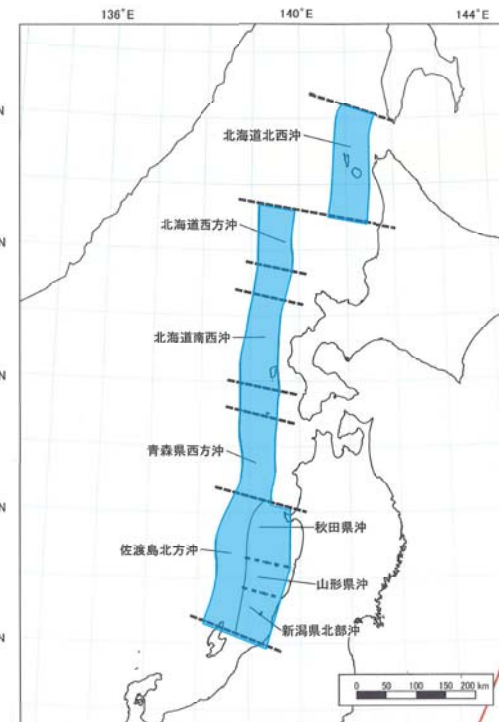 136°E
140°E
144°E
N
北海道北西沖
N
北海道西方沖
北海道南西沖
N
青森県西方沖
N
秋田県沖
佐渡島北方沖
山形県沖
新潟県北部沖
N
0 50 100 150 200 km